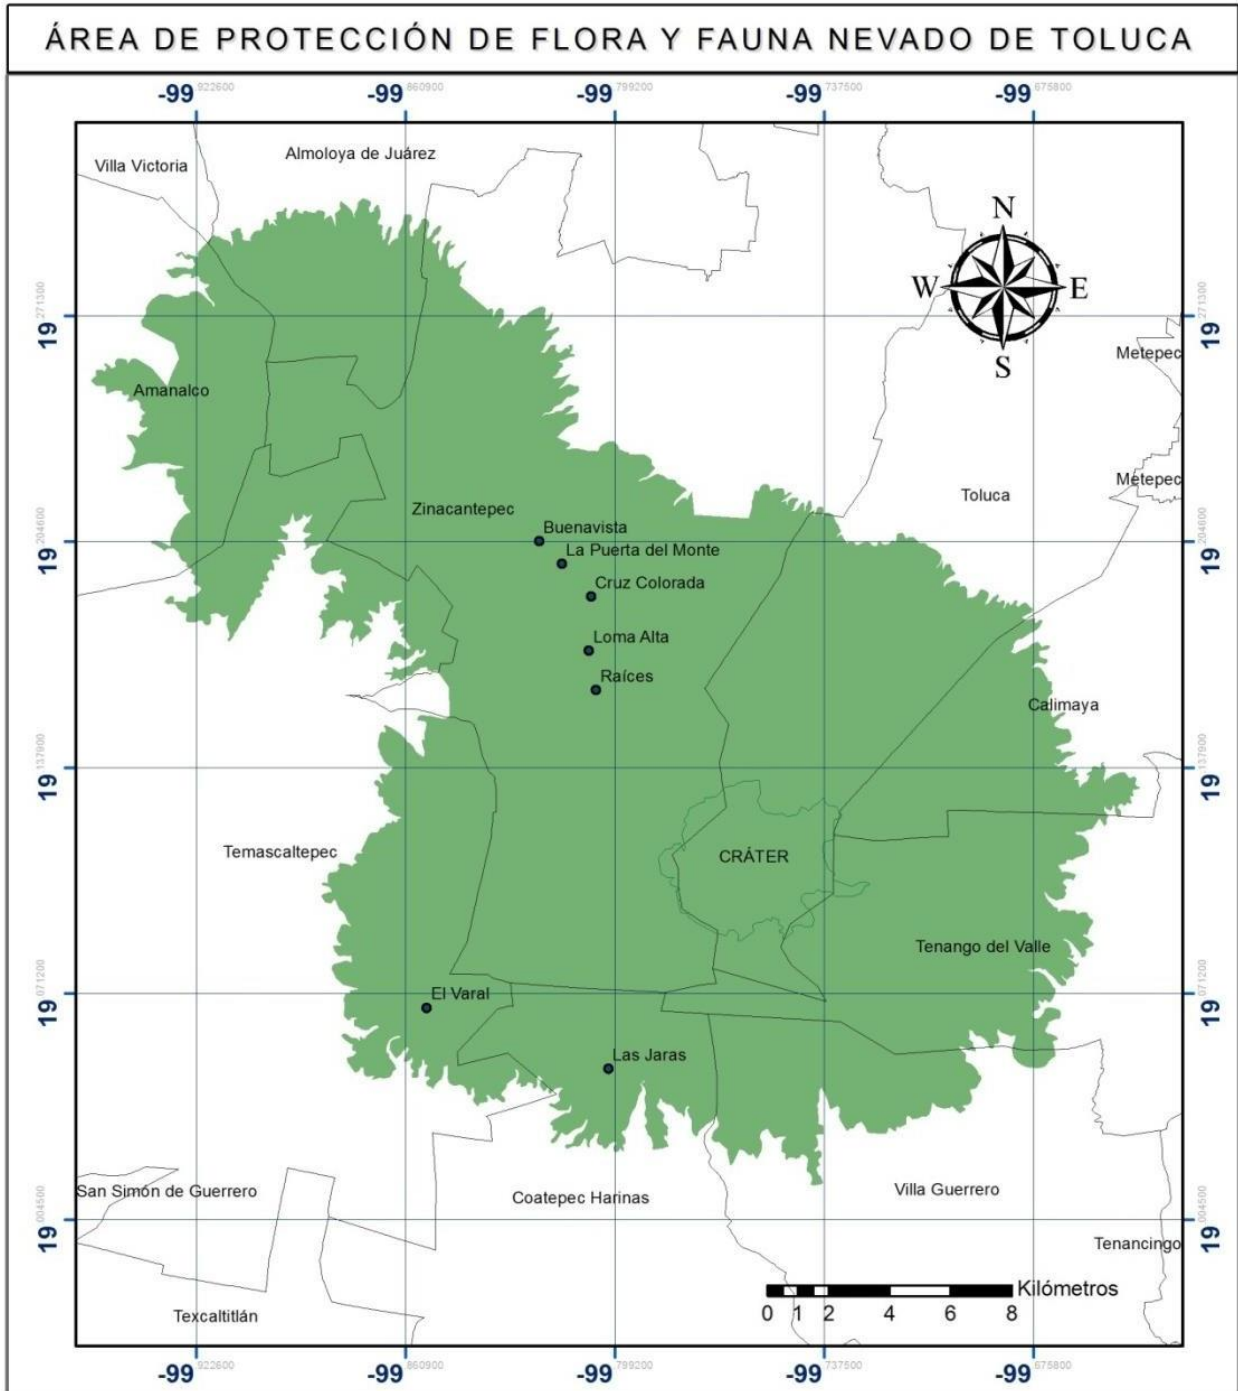 ÁREA DE PROTECCIÓN DE FLORA Y FAUNA NEVADO DE TOLUCA
-99 922600 -99 860900 -99 799200 -99 737500 -99 675800
Villa Victoria
Almoloya de Juárez
N
W E
S
19 271300
19 271300
Metepec
Amanalco
Metepec
Toluca
Zinacantepec
Buenavista
19 204600
19 204600
La Puerta del Monte
Cruz Colorada
Loma Alta
Raíces
Calimaya
19 137900
19 137900
Temascaltepec
CRÁTER
Tenango del Valle
19 071200
19 071200
El Varal
Las Jaras
San Simón de Guerrero
Coatepec Harinas
Villa Guerrero
19 004500
19 004500
Tenancingo
Kilómetros
0 1 2 4 6 8
Texcaltitlán
-99 922600 -99 860900 -99 799200 -99 737500 -99 675800